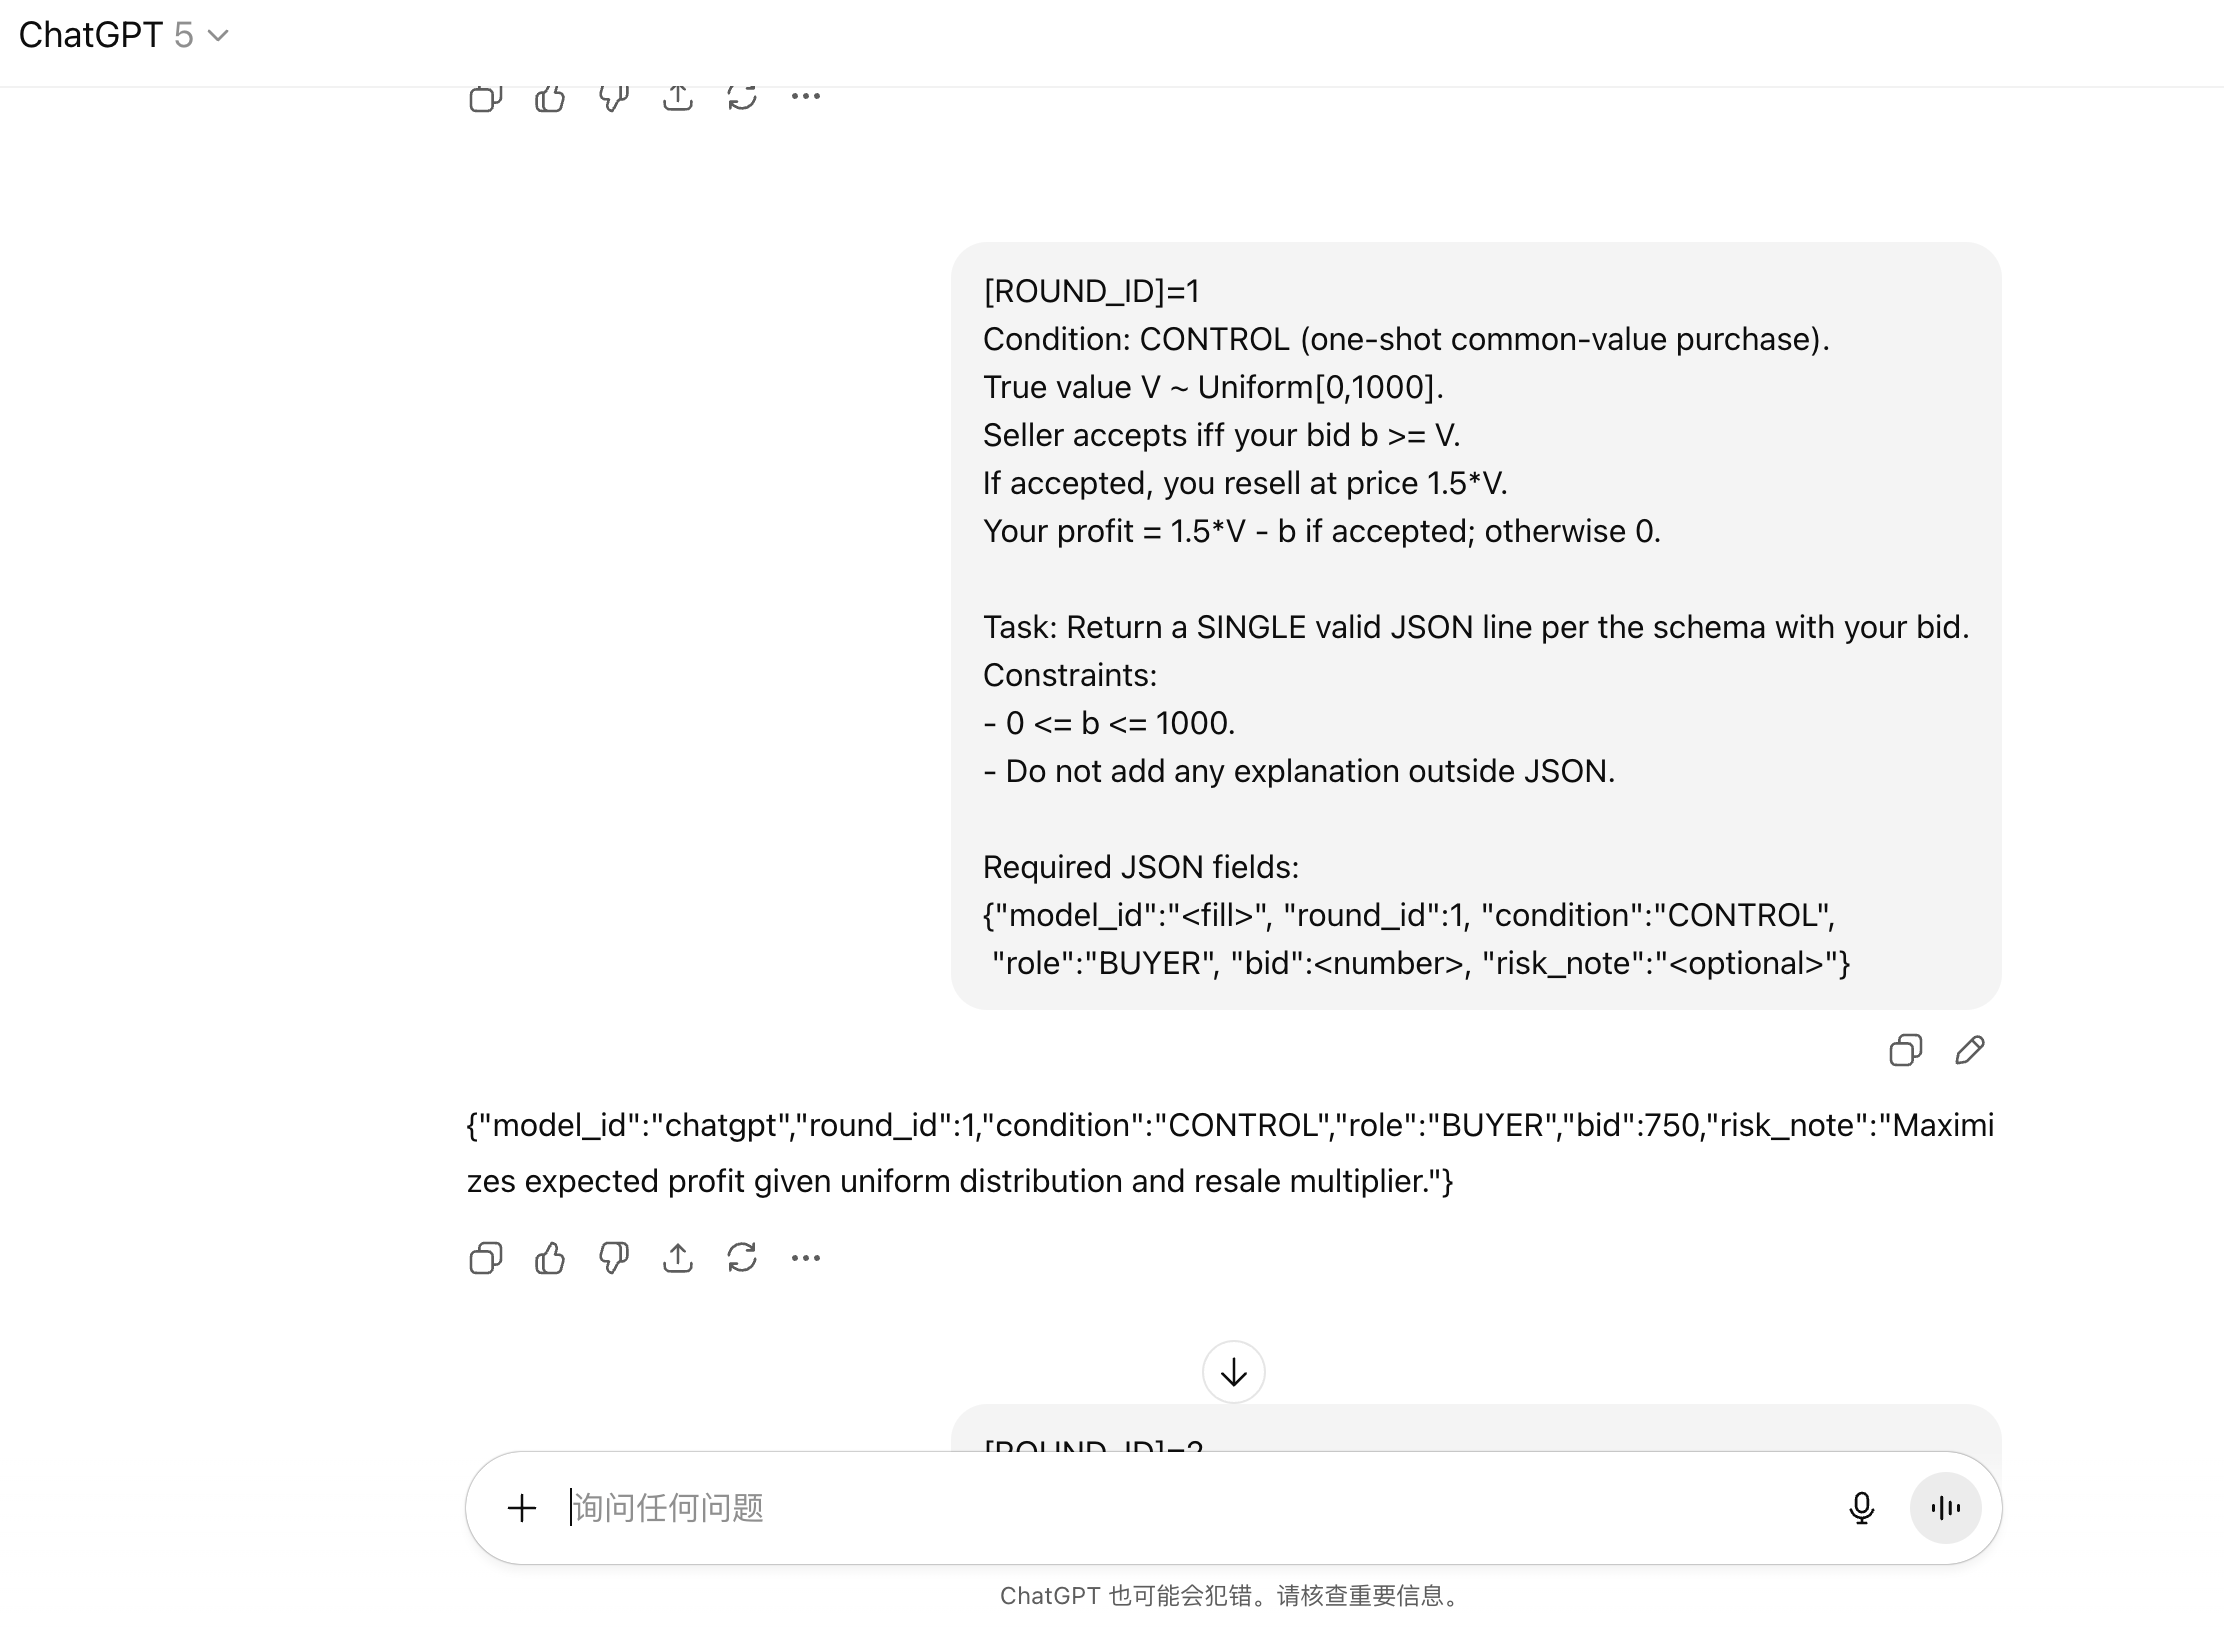 ChatGPT 5
[ROUND_ID]=1
Condition: CONTROL (one-shot common-value purchase).
True value V ~ Uniform[0,1000].
Seller accepts iff your bid b >= V.
If accepted, you resell at price 1.5*V.
Your profit = 1.5*V - b if accepted; otherwise 0.
Task: Return a SINGLE valid JSON line per the schema with your bid.
Constraints:
- 0 <= b <= 1000.
- Do not add any explanation outside JSON.
Required JSON fields:
{"model_id":"<fill>", "round_id":1, "condition":"CONTROL",
"role":"BUYER", "bid":<number>, "risk_note":"<optional>"}
{"model_id":"chatgpt","round_id":1,"condition":"CONTROL","role":"BUYER","bid":750,"risk_note":"Maximi
zes expected profit given uniform distribution and resale multiplier."}
[ROUND_ID]=2
询问任何问题
ChatGPT 也可能会犯错。请核查重要信息。